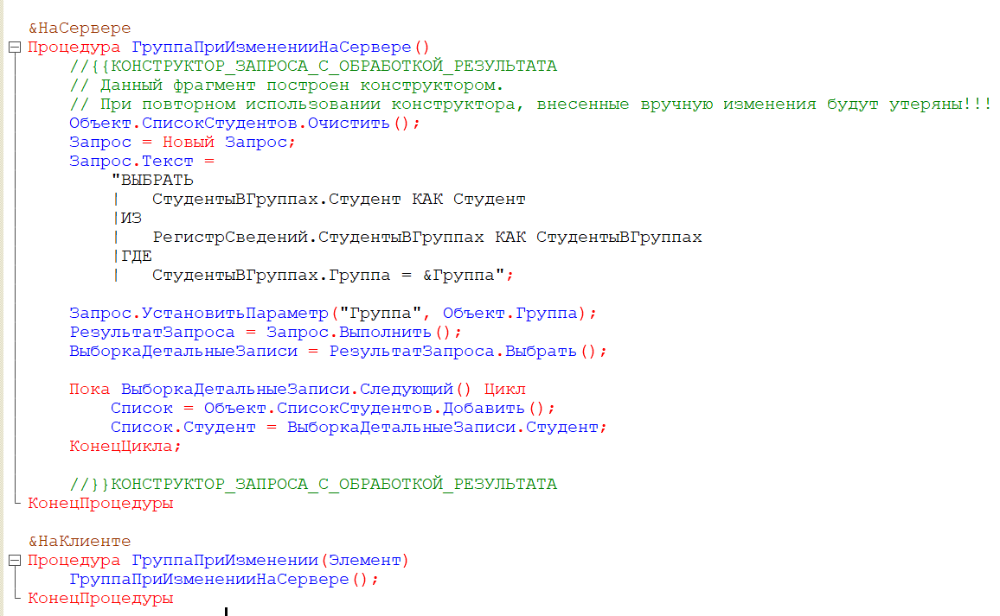 &НаСервере
Процедура ГруппаПриИзмененииНаСервере()
//{{КОНСТРУКТОР_ЗАПРОСА_С_ОБРАБОТКОЙ_РЕЗУЛЬТАТА
// Данный фрагмент построен конструктором.
// При повторном использовании конструктора, внесенные вручную изменения будут утеряны!!!
Объект.СписокСтудентов.Очистить();
Запрос = Новый Запрос;
Запрос.Текст =
"ВЫБРАТЬ
|   СтудентыВГруппах.Студент КАК Студент
|ИЗ
|   РегистрСведений.СтудентыВГруппах КАК СтудентыВГруппах
|ГДЕ
|   СтудентыВГруппах.Группа = &Группа";
Запрос.УстановитьПараметр("Группа", Объект.Группа);
РезультатЗапроса = Запрос.Выполнить();
ВыборкаДетальныеЗаписи = РезультатЗапроса.Выбрать();
Пока ВыборкаДетальныеЗаписи.Следующий() Цикл
Список = Объект.СписокСтудентов.Добавить();
Список.Студент = ВыборкаДетальныеЗаписи.Студент;
КонецЦикла;
//}}КОНСТРУКТОР_ЗАПРОСА_С_ОБРАБОТКОЙ_РЕЗУЛЬТАТА
КонецПроцедуры
&НаКлиенте
Процедура ГруппаПриИзменении(Элемент)
ГруппаПриИзмененииНаСервере();
КонецПроцедуры